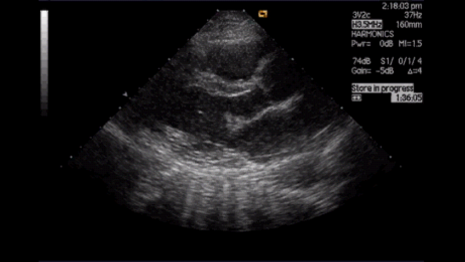 2:18:03 pm
3V2c 37Hz
H3.5MHz 160mm
HARMONICS
Pwr= 0dB MI=1.5
74dB S1/ 0/1/4
Gain= -5dB Δ=4
Store in progress
1:36:05